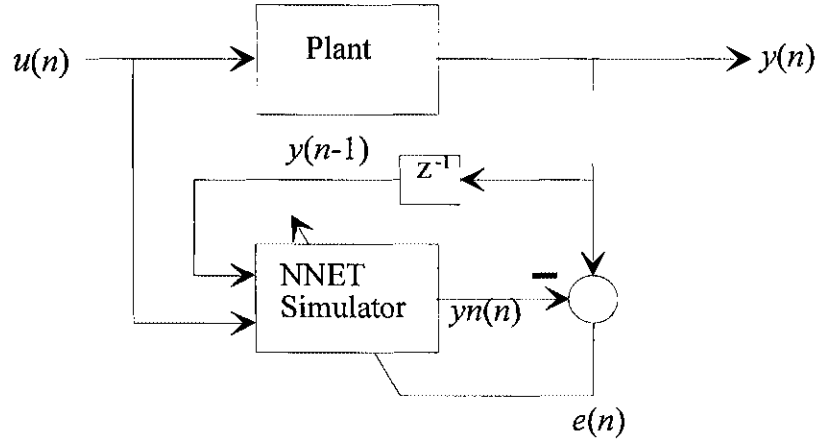 Plant
u(n)
y(n)
y(n-1)
z-1
NNET
Simulator
yn(n)
e(n)